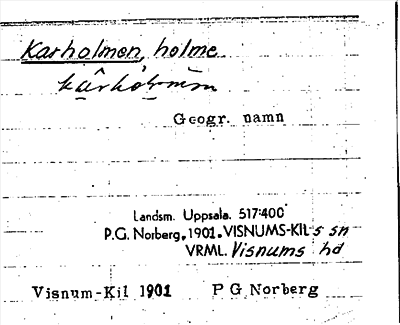 Karholmen, holme
Geogr. namn
Landsm. Uppsala. 517:400
P.G. Norberg, 1901. VISNUMS-KIL s sn
VRML. Visnums hd
Visnum-Kil 1901 P G Norberg